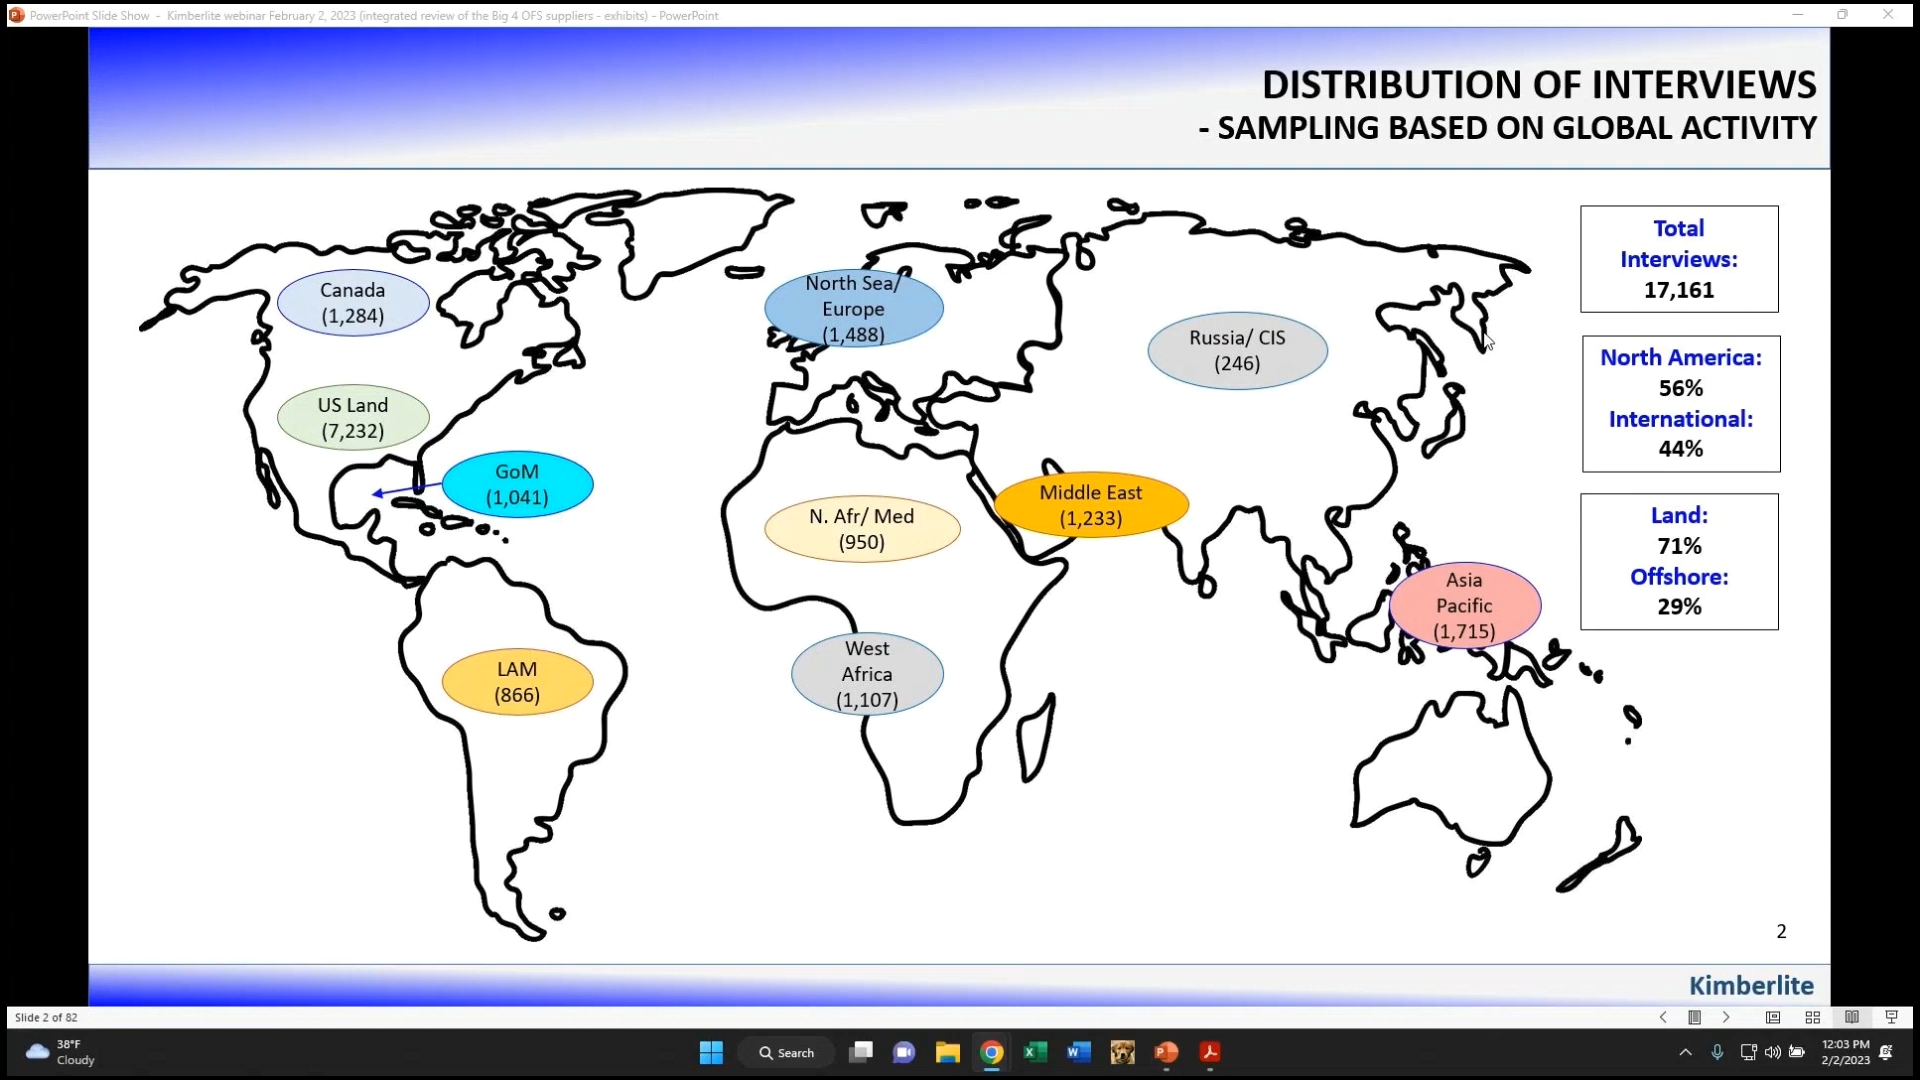 PowerPoint Slide Show - Kimberlite webinar February 2, 2023 (integrated review of the Big 4 OFS suppliers - exhibits) - PowerPoint
DISTRIBUTION OF INTERVIEWS
- SAMPLING BASED ON GLOBAL ACTIVITY
Canada
(1,284)
US Land
(7,232)
GoM
(1,041)
LAM
(866)
North Sea/
Europe
(1,488)
N. Afr/ Med
(950)
West
Africa
(1,107)
Russia/ CIS
(246)
Middle East
(1,233)
Asia
Pacific
(1,715)
Total
Interviews:
17,161
North America:
56%
International:
44%
Land:
71%
Offshore:
29%
2
Kimberlite
Slide 2 of 82
38°F
Cloudy
Search
12:03 PM
2/2/2023